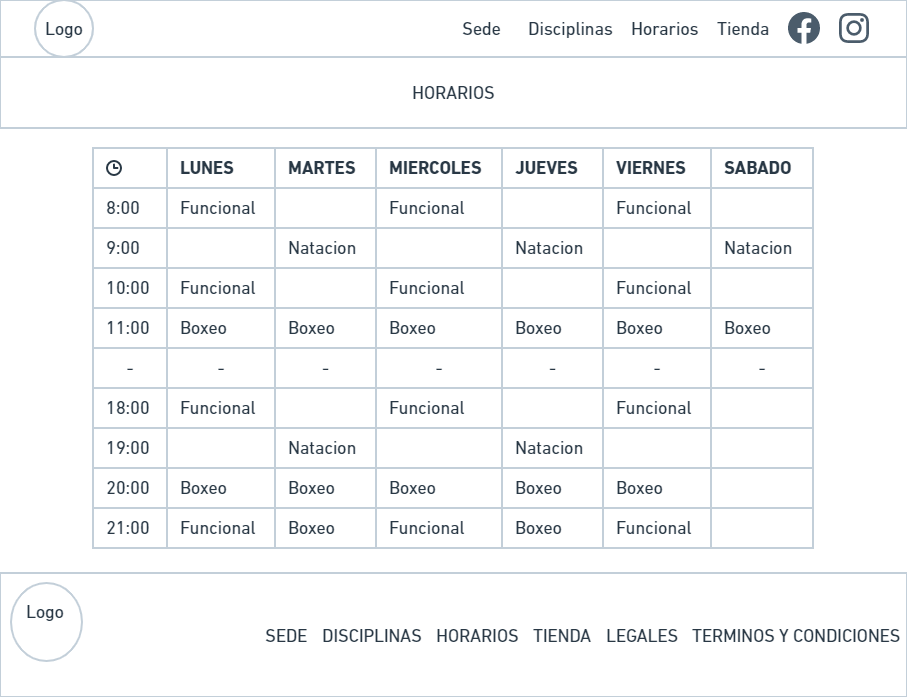 Logo Sede Disciplinas Horarios Tienda
HORARIOS
LUNES MARTES MIERCOLES JUEVES VIERNES SABADO
8:00 Funcional Funcional Funcional
9:00 Natacion Natacion Natacion
10:00 Funcional Funcional Funcional
11:00 Boxeo Boxeo Boxeo Boxeo Boxeo Boxeo
- - - - - - -
18:00 Funcional Funcional Funcional
19:00 Natacion Natacion
20:00 Boxeo Boxeo Boxeo Boxeo Boxeo
21:00 Funcional Boxeo Funcional Boxeo Funcional
Logo
SEDE DISCIPLINAS HORARIOS TIENDA LEGALES TERMINOS Y CONDICIONES